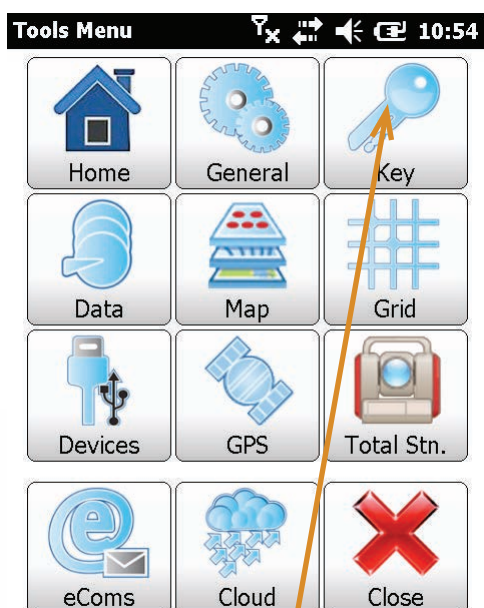 Tools Menu 10:54
Home General Key
Data Map Grid
Devices GPS Total Stn.
eComs Cloud Close